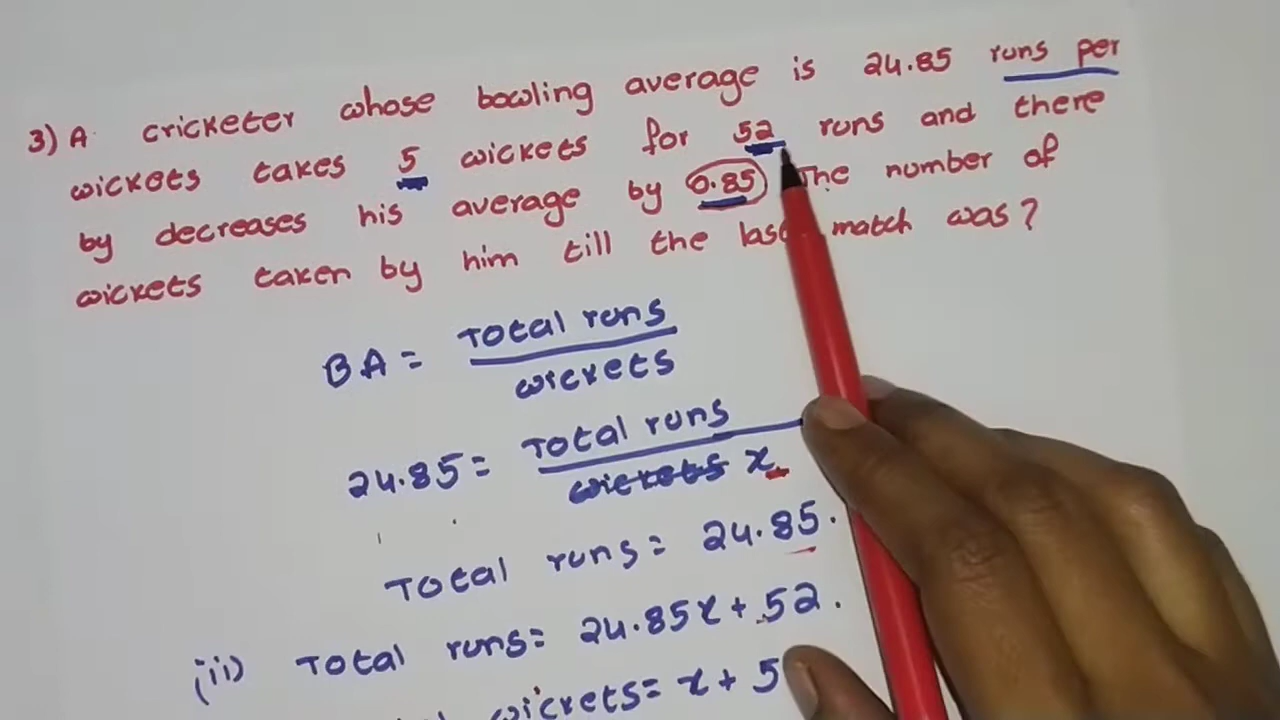 3) A cricketer whose bowling average is 24.85 runs per
wickets takes 5 wickets for 52 runs and there
by decreases his average by 0.85 The number of
wickets taken by him till the last match was?
BA = Total runs
wickets
24.85 = Total runs
wickets x
Total runs = 24.85.
(ii) Total runs = 24.85x + 52.
wickets = x + 5